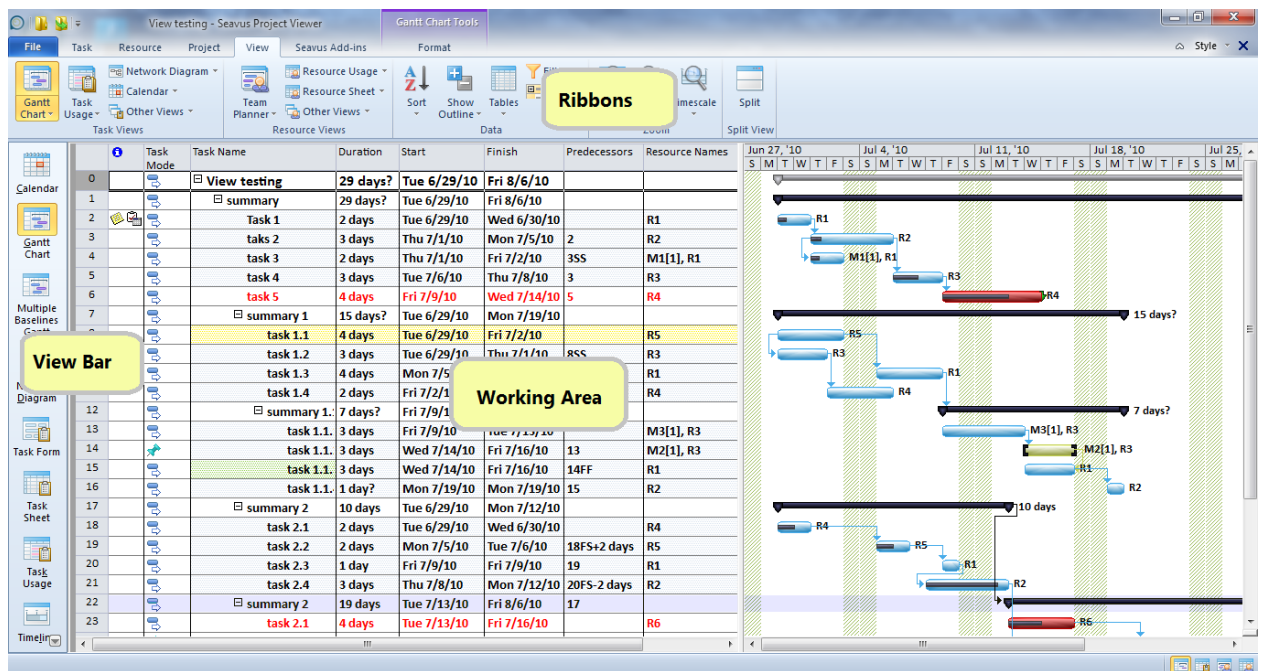 View testing - Seavus Project Viewer
Gantt Chart Tools
File Task Resource Project View Seavus Add-ins Format Style
Gantt Chart
Task Usage
Network Diagram
Calendar
Other Views
Task Views
Team Planner
Resource Usage
Resource Sheet
Other Views
Resource Views
Sort
Show Outline
Tables
Data
Ribbons
Split
Split View
Calendar
Gantt Chart
Multiple Baselines
View Bar
Diagram
Task Form
Task Sheet
Task Usage
Task Mode Task Name Duration Start Finish Predecessors Resource Names
0 View testing 29 days? Tue 6/29/10 Fri 8/6/10
1 summary 29 days? Tue 6/29/10 Fri 8/6/10
2 Task 1 2 days Tue 6/29/10 Wed 6/30/10 R1
3 taks 2 3 days Thu 7/1/10 Mon 7/5/10 2 R2
4 task 3 2 days Thu 7/1/10 Fri 7/2/10 3SS M1[1], R1
5 task 4 3 days Tue 7/6/10 Thu 7/8/10 3 R3
6 task 5 4 days Fri 7/9/10 Wed 7/14/10 5 R4
7 summary 1 15 days? Tue 6/29/10 Mon 7/19/10
task 1.1 4 days Tue 6/29/10 Fri 7/2/10 R5
task 1.2 3 days Tue 6/29/10 Thu 7/1/10 8SS R3
task 1.3 4 days Mon R1
task 1.4 2 days R4
Working Area
12 summary 1. 7 days?
13 task 1.1. 3 days Fri 7/9/10 M3[1], R3
14 task 1.1. 3 days Wed 7/14/10 Fri 7/16/10 13 M2[1], R3
15 task 1.1. 3 days Wed 7/14/10 Fri 7/16/10 14FF R1
16 task 1.1. 1 day? Mon 7/19/10 Mon 7/19/10 15 R2
17 summary 2 10 days Tue 6/29/10 Mon 7/12/10
18 task 2.1 2 days Tue 6/29/10 Wed 6/30/10 R4
19 task 2.2 2 days Mon 7/5/10 Tue 7/6/10 18FS+2 days R5
20 task 2.3 1 day Fri 7/9/10 Fri 7/9/10 19 R1
21 task 2.4 3 days Thu 7/8/10 Mon 7/12/10 20FS-2 days R2
22 summary 2 19 days Tue 7/13/10 Fri 8/6/10 17
23 task 2.1 4 days Tue 7/13/10 Fri 7/16/10 R6
Jun 27, '10 Jul 4, '10 Jul 11, '10 Jul 18, '10 Jul 25,
S M T W T F S S M T W T F S S M T W T F S S M T W T F S S M
R1
R2
M1[1], R1
R3
R4
15 days?
R5
R3
R1
R4
7 days?
M3[1], R3
M2[1], R3
R1
R2
10 days
R4
R5
R1
R2
R6